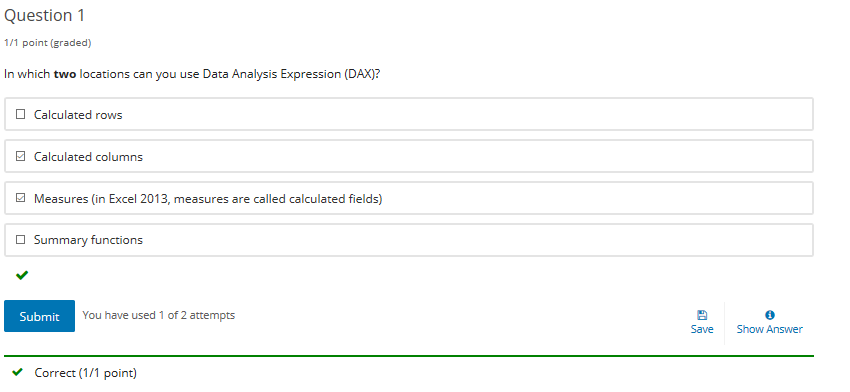 Question 1
1/1 point (graded)
In which two locations can you use Data Analysis Expression (DAX)?
Calculated rows
Calculated columns
Measures (in Excel 2013, measures are called calculated fields)
Summary functions
Submit
You have used 1 of 2 attempts
Save
Show Answer
Correct (1/1 point)